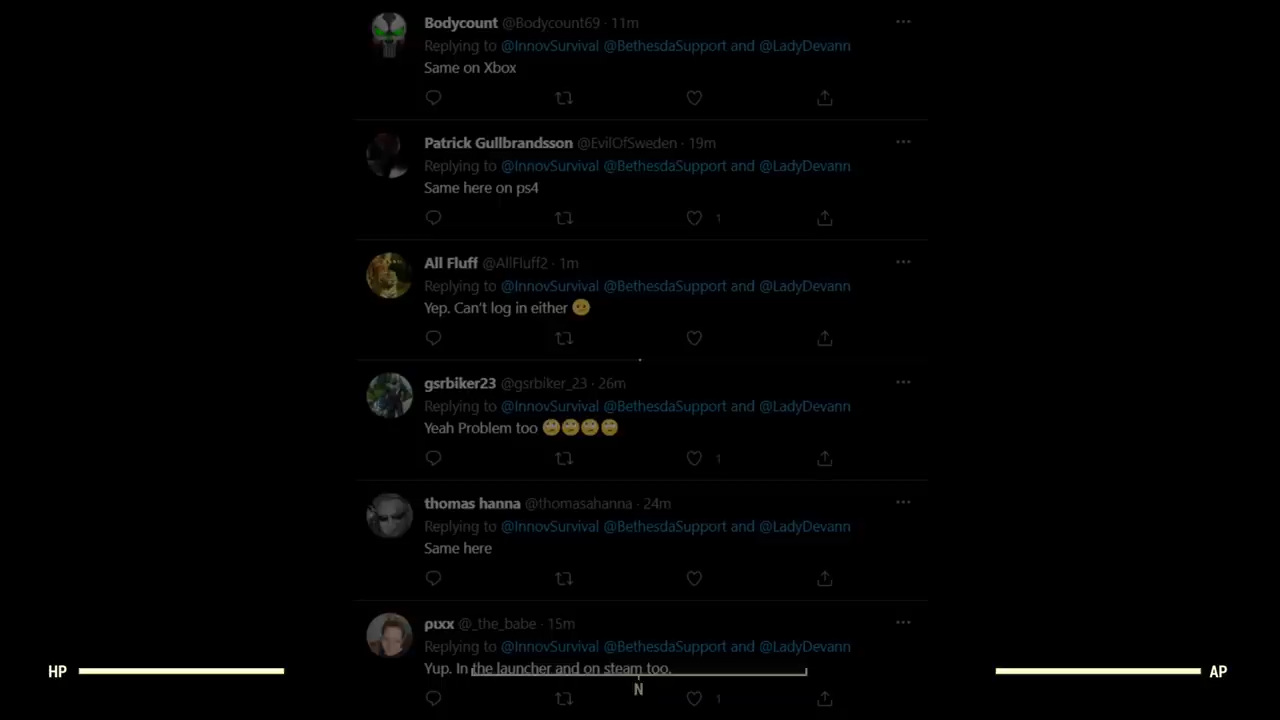 Bodycount @Bodycount69 · 11m
Replying to @InnovSurvival @BethesdaSupport and @LadyDevann
Same on Xbox
Patrick Gullbrandsson @EvilOfSweden · 19m
Replying to @InnovSurvival @BethesdaSupport and @LadyDevann
Same here on ps4
1
All Fluff @AllFluff2 · 1m
Replying to @InnovSurvival @BethesdaSupport and @LadyDevann
Yep. Can't log in either 😕
gsrbiker23 @gsrbiker_23 · 26m
Replying to @InnovSurvival @BethesdaSupport and @LadyDevann
Yeah Problem too 🙄🙄🙄🙄
1
thomas hanna @thomasahanna · 24m
Replying to @InnovSurvival @BethesdaSupport and @LadyDevann
Same here
ριxx @_the_babe · 15m
Replying to @InnovSurvival @BethesdaSupport and @LadyDevann
Yup. In the launcher and on steam too.
1
HP
N
AP